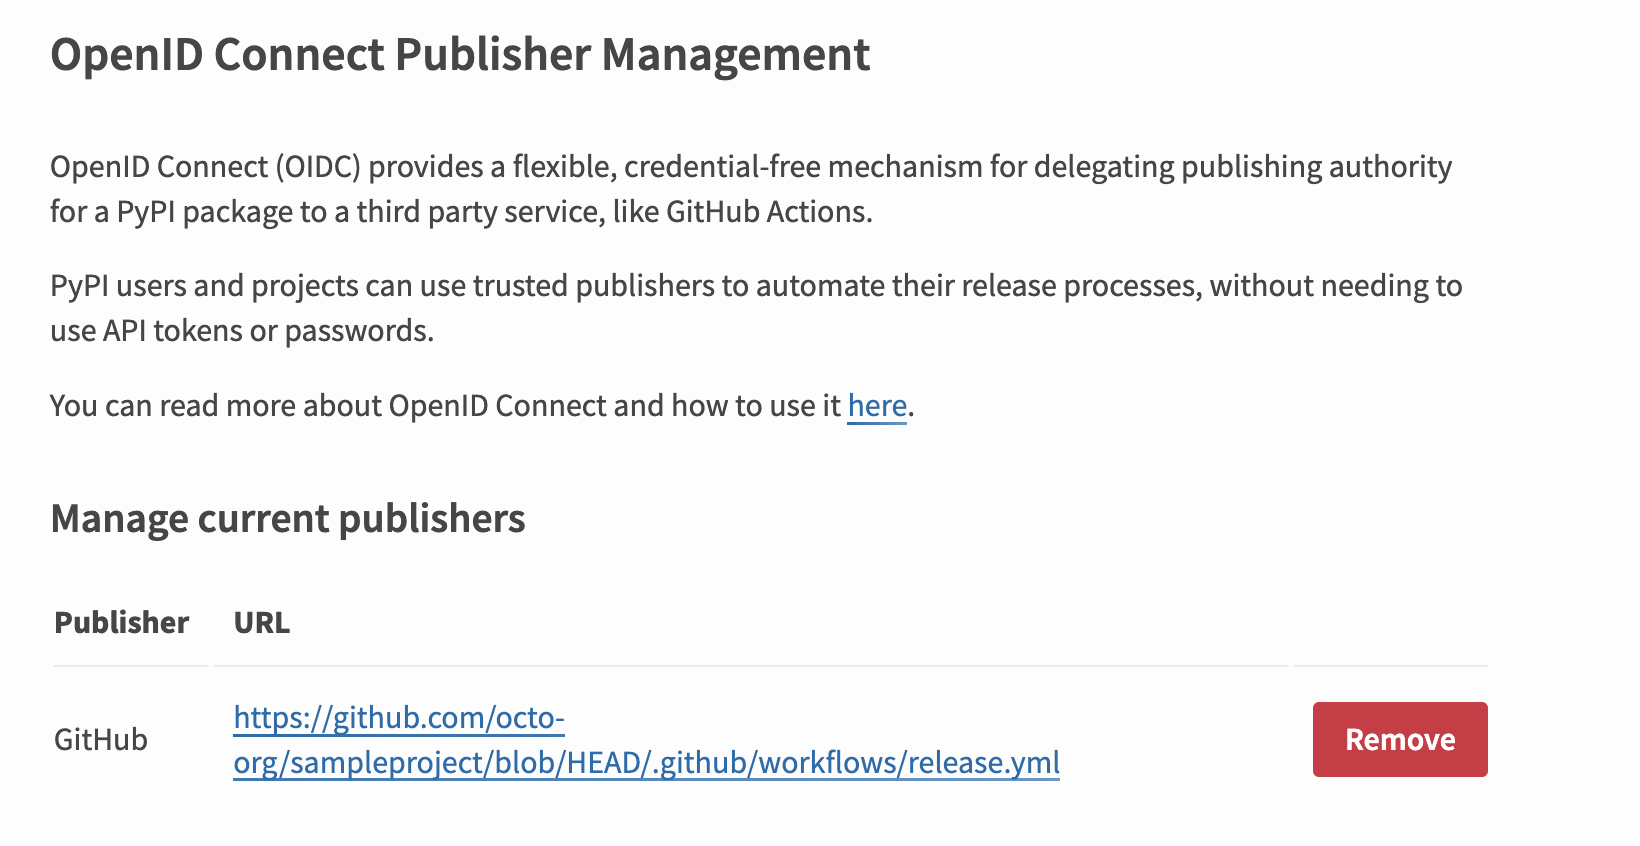 OpenID Connect Publisher Management
OpenID Connect (OIDC) provides a flexible, credential-free mechanism for delegating publishing authority
for a PyPI package to a third party service, like GitHub Actions.
PyPI users and projects can use trusted publishers to automate their release processes, without needing to
use API tokens or passwords.
You can read more about OpenID Connect and how to use it here.
Manage current publishers
Publisher URL
GitHub
https://github.com/octo-
org/sampleproject/blob/HEAD/.github/workflows/release.yml
Remove